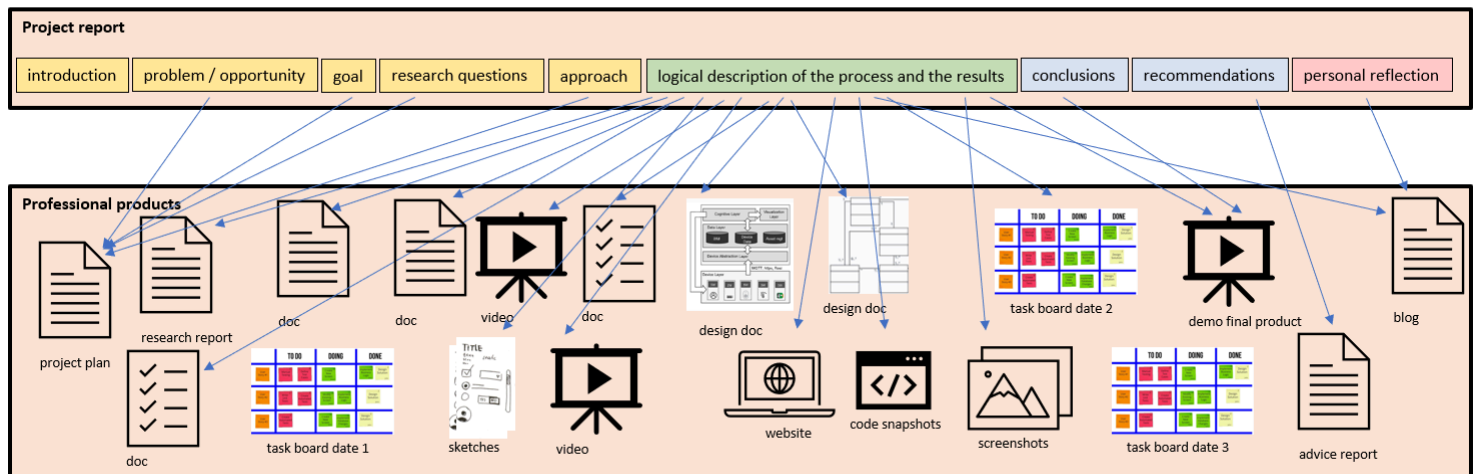 Project report
introduction
problem / opportunity
goal
research questions
approach
logical description of the process and the results
conclusions
recommendations
personal reflection
Professional products
project plan
research report
doc
doc
video
doc
design doc
design doc
TO DO DOING DONE
task board date 2
demo final product
blog
doc
TO DO DOING DONE
task board date 1
TITLE
sketches
video
website
code snapshots
screenshots
TO DO DOING DONE
task board date 3
advice report